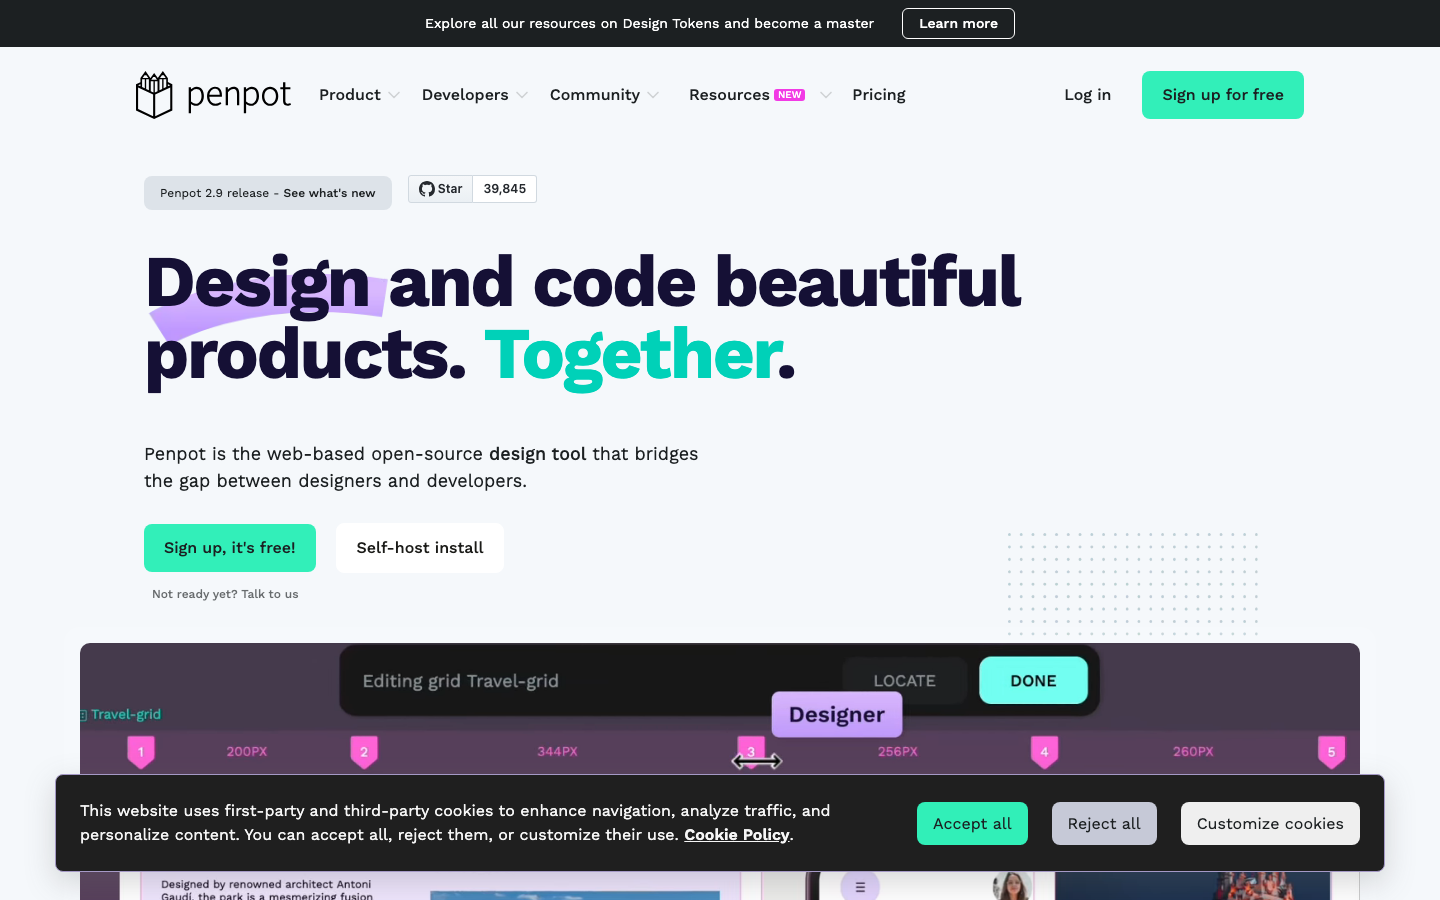 Explore all our resources on Design Tokens and become a master
Learn more
penpot
Product
Developers
Community
Resources NEW
Pricing
Log in
Sign up for free
Penpot 2.9 release - See what's new
Star
39,845
Design and code beautiful
products. Together.
Penpot is the web-based open-source design tool that bridges
the gap between designers and developers.
Sign up, it's free!
Self-host install
Not ready yet? Talk to us
Editing grid Travel-grid
LOCATE
DONE
Travel-grid
Designer
1
200PX
2
344PX
3
256PX
4
260PX
5
This website uses first-party and third-party cookies to enhance navigation, analyze traffic, and
personalize content. You can accept all, reject them, or customize their use. Cookie Policy.
Accept all
Reject all
Customize cookies
Designed by renowned architect Antoni
Gaudí, the park is a mesmerizing fusion